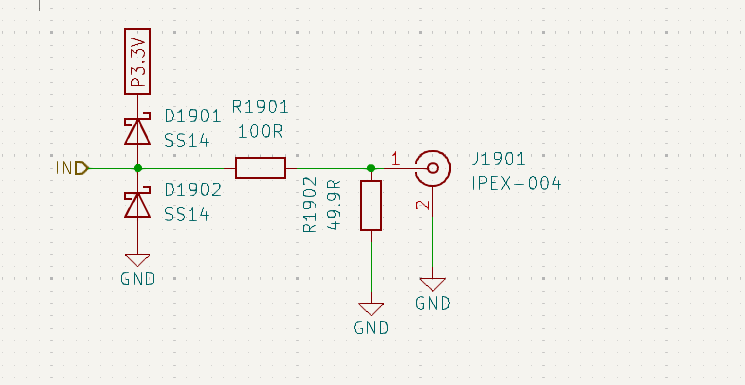 P3.3V
D1901
SS14
R1901
100R
IN
D1902
SS14
R1902
49.9R
1
2
J1901
IPEX-004
GND
GND
GND